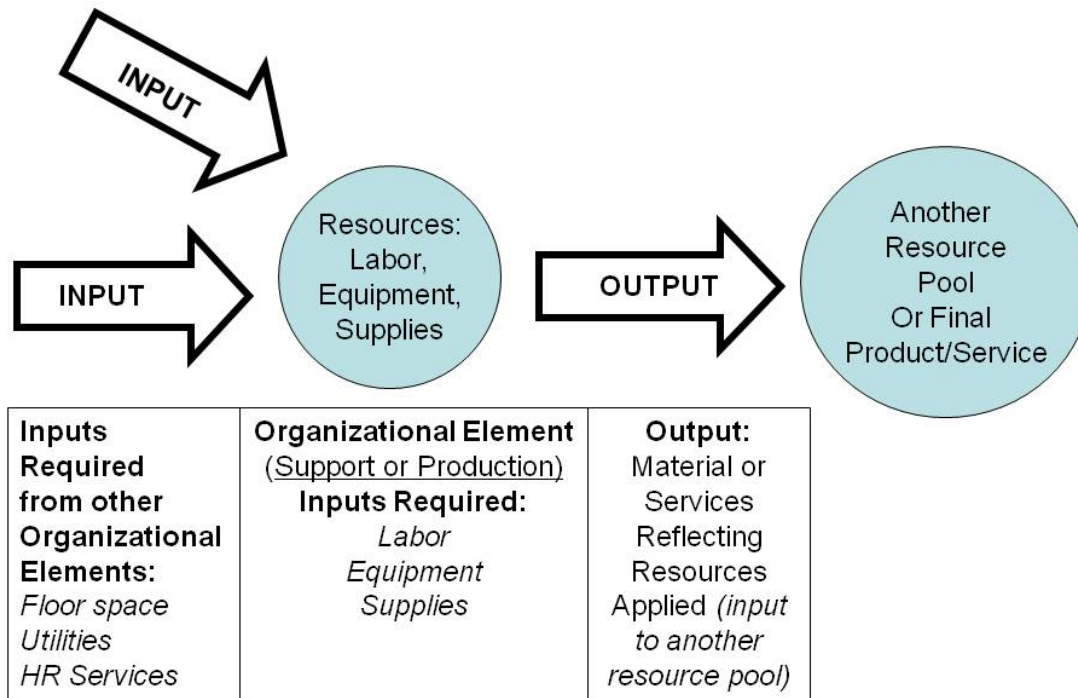 INPUT
INPUT
Resources:
Labor,
Equipment,
Supplies
OUTPUT
Another
Resource
Pool
Or Final
Product/Service
Inputs
Required
from other
Organizational
Elements:
Floor space
Utilities
HR Services
Organizational Element
(Support or Production)
Inputs Required:
Labor
Equipment
Supplies
Output:
Material or
Services
Reflecting
Resources
Applied (input
to another
resource pool)